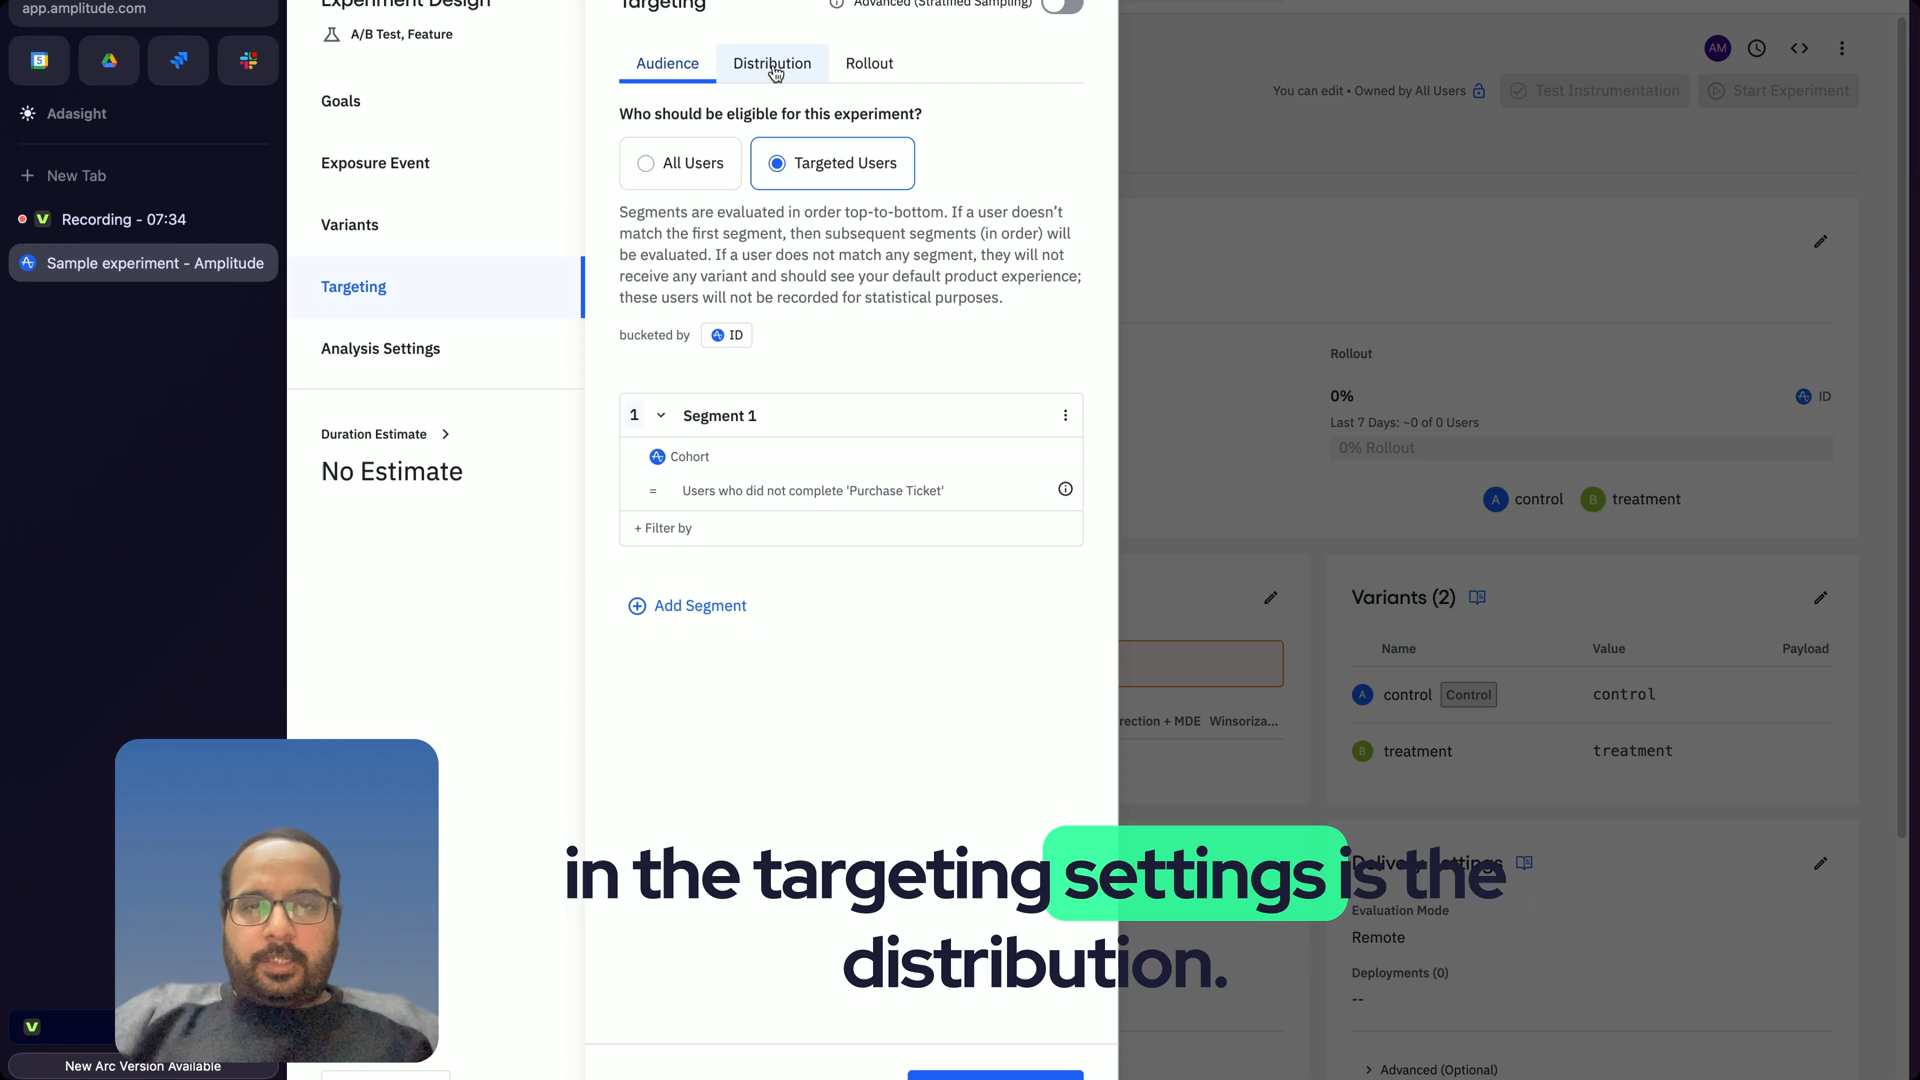 app.amplitude.com
5
Adasight
+ New Tab
Recording - 07:34
Sample experiment - Amplitude
New Arc Version Available
Experiment Design
A/B Test, Feature
Goals
Exposure Event
Variants
Targeting
Analysis Settings
Duration Estimate
No Estimate
Targeting
Advanced (Stratified Sampling)
Audience
Distribution
Rollout
Who should be eligible for this experiment?
All Users
Targeted Users
Segments are evaluated in order top-to-bottom. If a user doesn't
match the first segment, then subsequent segments (in order) will
be evaluated. If a user does not match any segment, they will not
receive any variant and should see your default product experience;
these users will not be recorded for statistical purposes.
bucketed by ID
1 Segment 1
Cohort
= Users who did not complete 'Purchase Ticket'
+ Filter by
Add Segment
in the targeting settings is the
distribution.
AM
You can edit • Owned by All Users
Test Instrumentation
Start Experiment
Rollout
0%
ID
Last 7 Days: ~0 of 0 Users
0% Rollout
A control B treatment
rection + MDE Winsoriza...
Variants (2)
Name Value Payload
A control Control control
B treatment treatment
Delivery Settings
Evaluation Mode
Remote
Deployments (0)
--
Advanced (Optional)